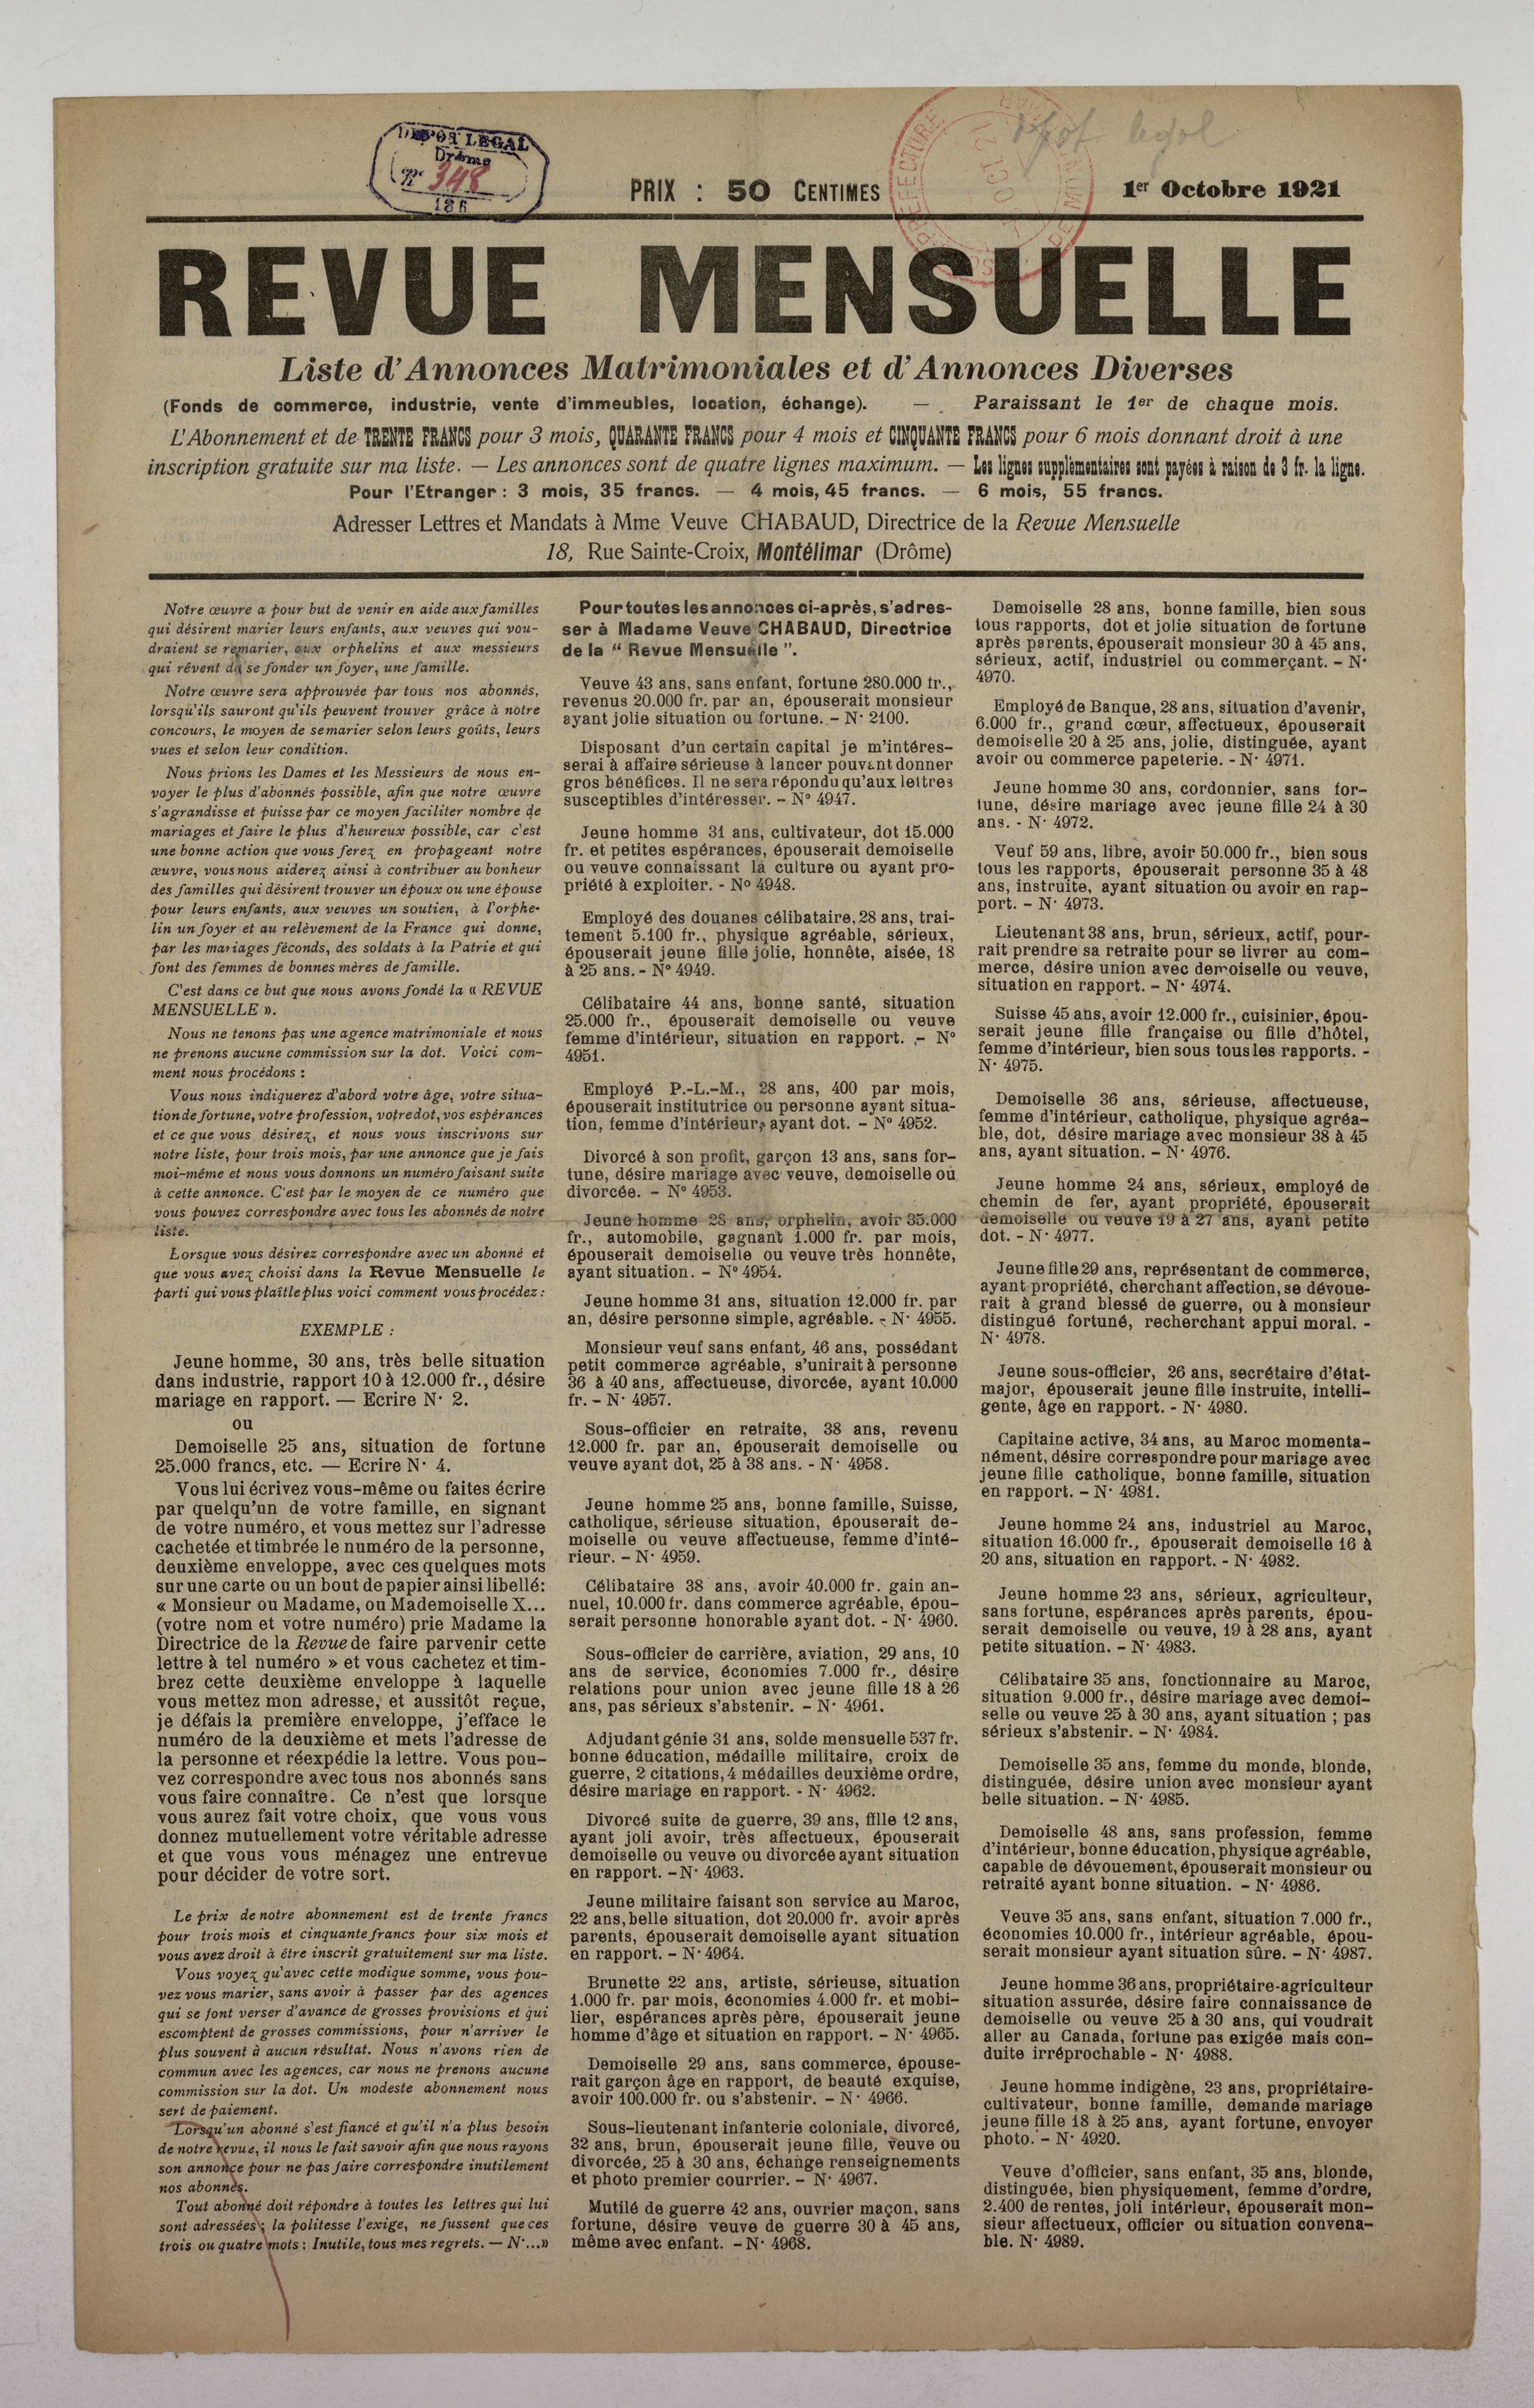 DEPOT LEGAL
Drôme
N° 348
186
dépot légal
PRIX : 50 CENTIMES
1er Octobre 1921
REVUE MENSUELLE
Liste d'Annonces Matrimoniales et d'Annonces Diverses
(Fonds de commerce, industrie, vente d'immeubles, location, échange). — Paraissant le 1er de chaque mois.
L'Abonnement et de TRENTE FRANCS pour 3 mois, QUARANTE FRANCS pour 4 mois et CINQUANTE FRANCS pour 6 mois donnant droit à une
inscription gratuite sur ma liste. — Les annonces sont de quatre lignes maximum. — Les lignes supplémentaires sont payées à raison de 3 fr. la ligne.
Pour l'Etranger : 3 mois, 35 francs. — 4 mois, 45 francs. — 6 mois, 55 francs.
Adresser Lettres et Mandats à Mme Veuve CHABAUD, Directrice de la Revue Mensuelle
18, Rue Sainte-Croix, Montélimar (Drôme)
Notre œuvre a pour but de venir en aide aux familles
qui désirent marier leurs enfants, aux veuves qui vou-
draient se remarier, aux orphelins et aux messieurs
qui rêvent de se fonder un foyer, une famille.
Notre œuvre sera approuvée par tous nos abonnés,
lorsqu'ils sauront qu'ils peuvent trouver grâce à notre
concours, le moyen de se marier selon leurs goûts, leurs
vues et selon leur condition.
Nous prions les Dames et les Messieurs de nous en-
voyer le plus d'abonnés possible, afin que notre œuvre
s'agrandisse et puisse par ce moyen faciliter nombre de
mariages et faire le plus d'heureux possible, car c'est
une bonne action que vous ferez en propageant notre
œuvre, vous nous aiderez ainsi à contribuer au bonheur
des familles qui désirent trouver un époux ou une épouse
pour leurs enfants, aux veuves un soutien, à l'orphe-
lin un foyer et au relèvement de la France qui donne,
par les mariages féconds, des soldats à la Patrie et qui
font des femmes de bonnes mères de famille.
C'est dans ce but que nous avons fondé la « REVUE
MENSUELLE ».
Nous ne tenons pas une agence matrimoniale et nous
ne prenons aucune commission sur la dot. Voici com-
ment nous procédons :
Vous nous indiquerez d'abord votre âge, votre situa-
tion de fortune, votre profession, votre dot, vos espérances
et ce que vous désirez, et nous vous inscrivons sur
notre liste, pour trois mois, par une annonce que je fais
moi-même et nous vous donnons un numéro faisant suite
à cette annonce. C'est par le moyen de ce numéro que
vous pouvez correspondre avec tous les abonnés de notre
liste.
Lorsque vous désirez correspondre avec un abonné et
que vous avez choisi dans la Revue Mensuelle le
parti qui vous plaît le plus voici comment vous procédez :
EXEMPLE :
Jeune homme, 30 ans, très belle situation
dans industrie, rapport 10 à 12.000 fr., désire
mariage en rapport. — Ecrire N· 2.
ou
Demoiselle 25 ans, situation de fortune
25.000 francs, etc. — Ecrire N· 4.
Vous lui écrivez vous-même ou faites écrire
par quelqu'un de votre famille, en signant
de votre numéro, et vous mettez sur l'adresse
cachetée et timbrée le numéro de la personne,
deuxième enveloppe, avec ces quelques mots
sur une carte ou un bout de papier ainsi libellé:
« Monsieur ou Madame, ou Mademoiselle X...
(votre nom et votre numéro) prie Madame la
Directrice de la Revue de faire parvenir cette
lettre à tel numéro » et vous cachetez et tim-
brez cette deuxième enveloppe à laquelle
vous mettez mon adresse, et aussitôt reçue,
je défais la première enveloppe, j'efface le
numéro de la deuxième et mets l'adresse de
la personne et réexpédie la lettre. Vous pou-
vez correspondre avec tous nos abonnés sans
vous faire connaître. Ce n'est que lorsque
vous aurez fait votre choix, que vous vous
donnez mutuellement votre véritable adresse
et que vous vous ménagez une entrevue
pour décider de votre sort.
Le prix de notre abonnement est de trente francs
pour trois mois et cinquante francs pour six mois et
vous avez droit à être inscrit gratuitement sur ma liste.
Vous voyez qu'avec cette modique somme, vous pou-
vez vous marier, sans avoir à passer par des agences
qui se font verser d'avance de grosses provisions et qui
escomptent de grosses commissions, pour n'arriver le
plus souvent à aucun résultat. Nous n'avons rien de
commun avec les agences, car nous ne prenons aucune
commission sur la dot. Un modeste abonnement nous
sert de paiement.
Lorsqu'un abonné s'est fiancé et qu'il n'a plus besoin
de notre revue, il nous le fait savoir afin que nous rayons
son annonce pour ne pas faire correspondre inutilement
nos abonnés.
Tout abonné doit répondre à toutes les lettres qui lui
sont adressées ; la politesse l'exige, ne fussent que ces
trois ou quatre mots : Inutile, tous mes regrets. — N·...»
Pour toutes les annonces ci-après, s'adres-
ser à Madame Veuve CHABAUD, Directrice
de la " Revue Mensuelle ".
Veuve 43 ans, sans enfant, fortune 280.000 fr.,
revenus 20.000 fr. par an, épouserait monsieur
ayant jolie situation ou fortune. – N· 2100.
Disposant d'un certain capital je m'intéres-
serai à affaire sérieuse à lancer pouvant donner
gros bénéfices. Il ne sera répondu qu'aux lettres
susceptibles d'intéresser. – N° 4947.
Jeune homme 31 ans, cultivateur, dot 15.000
fr. et petites espérances, épouserait demoiselle
ou veuve connaissant la culture ou ayant pro-
priété à exploiter. - N° 4948.
Employé des douanes célibataire, 28 ans, trai-
tement 5.100 fr., physique agréable, sérieux,
épouserait jeune fille jolie, honnête, aisée, 18
à 25 ans. - N° 4949.
Célibataire 44 ans, bonne santé, situation
25.000 fr., épouserait demoiselle ou veuve
femme d'intérieur, situation en rapport. – N°
4951.
Employé P.-L.-M., 28 ans, 400 par mois,
épouserait institutrice ou personne ayant situa-
tion, femme d'intérieur, ayant dot. – N° 4952.
Divorcé à son profit, garçon 13 ans, sans for-
tune, désire mariage avec veuve, demoiselle ou
divorcée. – N° 4953.
Jeune homme 28 ans, orphelin, avoir 35.000
fr., automobile, gagnant 1.000 fr. par mois,
épouserait demoiselle ou veuve très honnête,
ayant situation. – N° 4954.
Jeune homme 31 ans, situation 12.000 fr. par
an, désire personne simple, agréable. - N· 4955.
Monsieur veuf sans enfant, 46 ans, possédant
petit commerce agréable, s'unirait à personne
36 à 40 ans, affectueuse, divorcée, ayant 10.000
fr. – N· 4957.
Sous-officier en retraite, 38 ans, revenu
12.000 fr. par an, épouserait demoiselle ou
veuve ayant dot, 25 à 38 ans. - N· 4958.
Jeune homme 25 ans, bonne famille, Suisse,
catholique, sérieuse situation, épouserait de-
moiselle ou veuve affectueuse, femme d'inté-
rieur. – N· 4959.
Célibataire 38 ans, avoir 40.000 fr. gain an-
nuel, 10.000 fr. dans commerce agréable, épou-
serait personne honorable ayant dot. - N· 4960.
Sous-officier de carrière, aviation, 29 ans, 10
ans de service, économies 7.000 fr., désire
relations pour union avec jeune fille 18 à 26
ans, pas sérieux s'abstenir. – N· 4961.
Adjudant génie 31 ans, solde mensuelle 537 fr.
bonne éducation, médaille militaire, croix de
guerre, 2 citations, 4 médailles deuxième ordre,
désire mariage en rapport. - N· 4962.
Divorcé suite de guerre, 39 ans, fille 12 ans,
ayant joli avoir, très affectueux, épouserait
demoiselle ou veuve ou divorcée ayant situation
en rapport. – N· 4963.
Jeune militaire faisant son service au Maroc,
22 ans, belle situation, dot 20.000 fr. avoir après
parents, épouserait demoiselle ayant situation
en rapport. – N· 4964.
Brunette 22 ans, artiste, sérieuse, situation
1.000 fr. par mois, économies 4.000 fr. et mobi-
lier, espérances après père, épouserait jeune
homme d'âge et situation en rapport. – N· 4965.
Demoiselle 29 ans, sans commerce, épouse-
rait garçon âge en rapport, de beauté exquise,
avoir 100.000 fr. ou s'abstenir. – N· 4966.
Sous-lieutenant infanterie coloniale, divorcé,
32 ans, brun, épouserait jeune fille, veuve ou
divorcée, 25 à 30 ans, échange renseignements
et photo premier courrier. – N· 4967.
Mutilé de guerre 42 ans, ouvrier maçon, sans
fortune, désire veuve de guerre 30 à 45 ans,
même avec enfant. – N· 4968.
Demoiselle 28 ans, bonne famille, bien sous
tous rapports, dot et jolie situation de fortune
après parents, épouserait monsieur 30 à 45 ans,
sérieux, actif, industriel ou commerçant. – N·
4970.
Employé de Banque, 28 ans, situation d'avenir,
6.000 fr., grand cœur, affectueux, épouserait
demoiselle 20 à 25 ans, jolie, distinguée, ayant
avoir ou commerce papeterie. - N· 4971.
Jeune homme 30 ans, cordonnier, sans for-
tune, désire mariage avec jeune fille 24 à 30
ans. - N· 4972.
Veuf 59 ans, libre, avoir 50.000 fr., bien sous
tous les rapports, épouserait personne 35 à 48
ans, instruite, ayant situation ou avoir en rap-
port. – N· 4973.
Lieutenant 38 ans, brun, sérieux, actif, pour-
rait prendre sa retraite pour se livrer au com-
merce, désire union avec demoiselle ou veuve,
situation en rapport. – N· 4974.
Suisse 45 ans, avoir 12.000 fr., cuisinier, épou-
serait jeune fille française ou fille d'hôtel,
femme d'intérieur, bien sous tous les rapports. -
N· 4975.
Demoiselle 36 ans, sérieuse, affectueuse,
femme d'intérieur, catholique, physique agréa-
ble, dot, désire mariage avec monsieur 38 à 45
ans, ayant situation. – N· 4976.
Jeune homme 24 ans, sérieux, employé de
chemin de fer, ayant propriété, épouserait
demoiselle ou veuve 19 à 27 ans, ayant petite
dot. - N· 4977.
Jeune fille 29 ans, représentant de commerce,
ayant propriété, cherchant affection, se dévoue-
rait à grand blessé de guerre, ou à monsieur
distingué fortuné, recherchant appui moral. -
N· 4978.
Jeune sous-officier, 26 ans, secrétaire d'état-
major, épouserait jeune fille instruite, intelli-
gente, âge en rapport. - N· 4980.
Capitaine active, 34 ans, au Maroc momenta-
nément, désire correspondre pour mariage avec
jeune fille catholique, bonne famille, situation
en rapport. – N· 4981.
Jeune homme 24 ans, industriel au Maroc,
situation 16.000 fr., épouserait demoiselle 16 à
20 ans, situation en rapport. - N· 4982.
Jeune homme 23 ans, sérieux, agriculteur,
sans fortune, espérances après parents, épou-
serait demoiselle ou veuve, 19 à 28 ans, ayant
petite situation. – N· 4983.
Célibataire 35 ans, fonctionnaire au Maroc,
situation 9.000 fr., désire mariage avec demoi-
selle ou veuve 25 à 30 ans, ayant situation ; pas
sérieux s'abstenir. – N· 4984.
Demoiselle 35 ans, femme du monde, blonde,
distinguée, désire union avec monsieur ayant
belle situation. – N· 4985.
Demoiselle 48 ans, sans profession, femme
d'intérieur, bonne éducation, physique agréable,
capable de dévouement, épouserait monsieur ou
retraité ayant bonne situation. – N· 4986.
Veuve 35 ans, sans enfant, situation 7.000 fr.,
économies 10.000 fr., intérieur agréable, épou-
serait monsieur ayant situation sûre. – N· 4987.
Jeune homme 36 ans, propriétaire-agriculteur
situation assurée, désire faire connaissance de
demoiselle ou veuve 25 à 30 ans, qui voudrait
aller au Canada, fortune pas exigée mais con-
duite irréprochable - N· 4988.
Jeune homme indigène, 23 ans, propriétaire-
cultivateur, bonne famille, demande mariage
jeune fille 18 à 25 ans, ayant fortune, envoyer
photo. – N· 4920.
Veuve d'officier, sans enfant, 35 ans, blonde,
distinguée, bien physiquement, femme d'ordre,
2.400 de rentes, joli intérieur, épouserait mon-
sieur affectueux, officier ou situation convena-
ble. N· 4989.